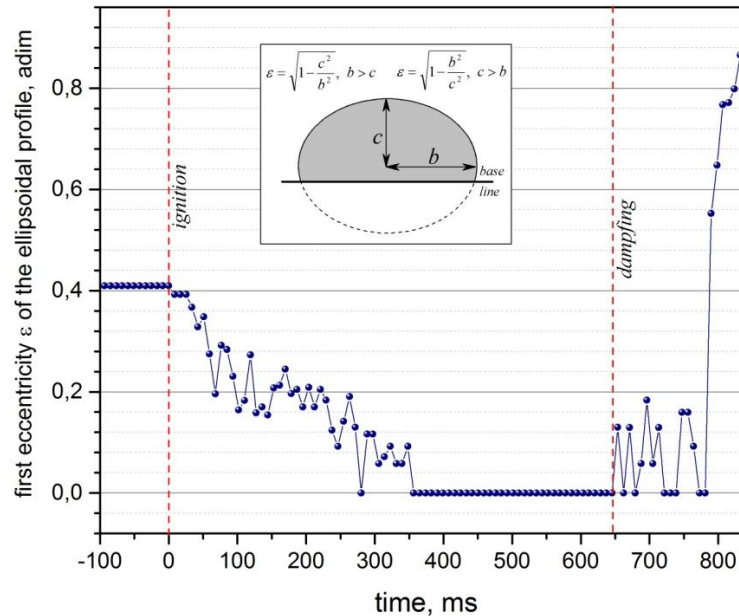 first eccentricity ε of the ellipsoidal profile, adim
0,8
0,6
0,4
0,2
0,0
ignition
ε = √(1 - c²/b²), b > c
ε = √(1 - b²/c²), c > b
c
b
base
line
dampfing
-100 0 100 200 300 400 500 600 700 800
time, ms